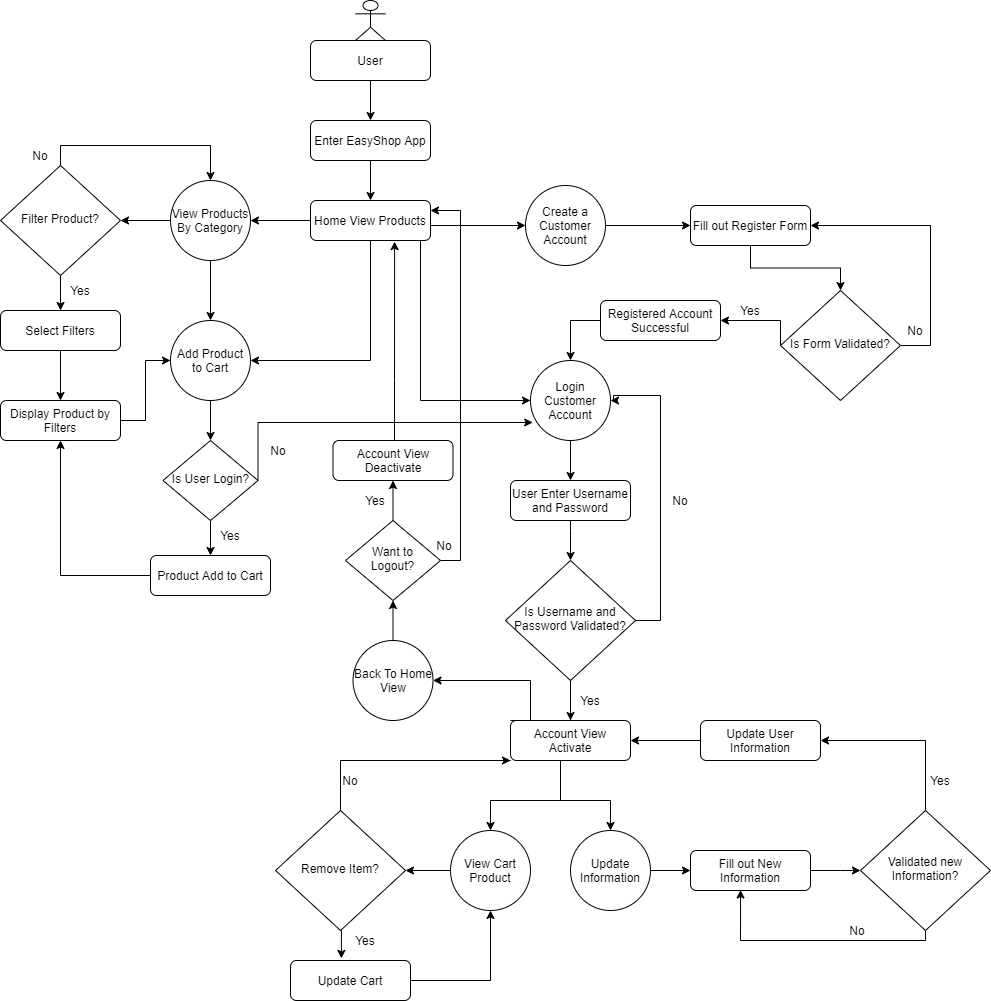 User
Enter EasyShop App
No
Filter Product?
View Products
By Category
Home View Products
Create a
Customer
Account
Fill out Register Form
Yes
Select Filters
Registered Account
Successful
Yes
Is Form Validated?
No
Add Product
to Cart
Login
Customer
Account
Display Product by
Filters
Is User Login?
No
Account View
Deactivate
User Enter Username
and Password
No
Yes
Yes
Want to
Logout?
No
Product Add to Cart
Is Username and
Password Validated?
Back To Home
View
Yes
Account View
Activate
Update User
Information
No
Yes
Remove Item?
View Cart
Product
Update
Information
Fill out New
Information
Validated new
Information?
Yes
No
Update Cart